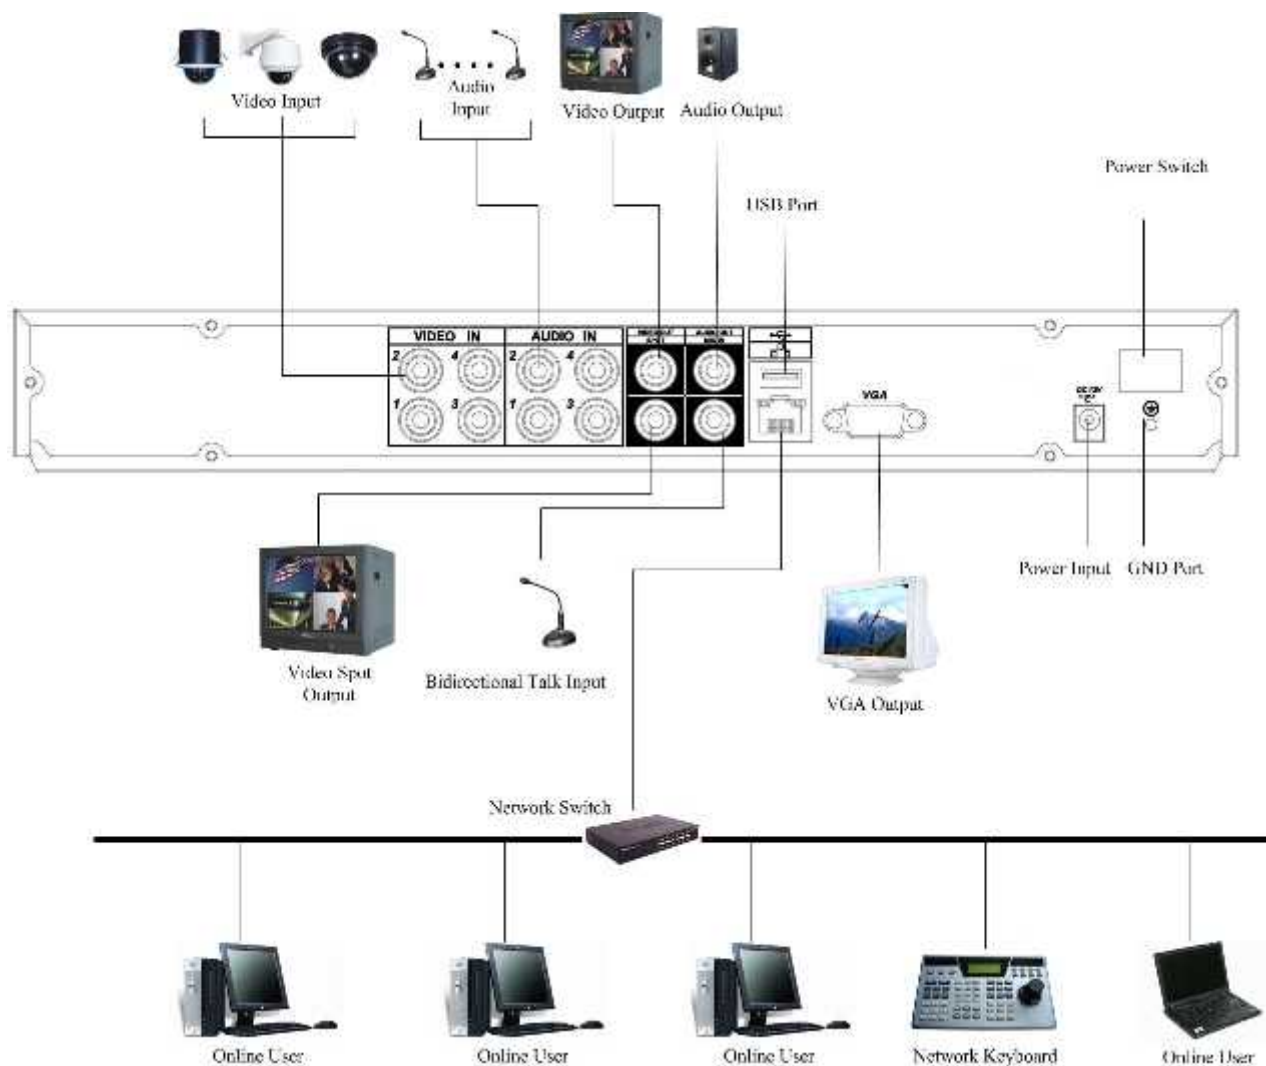 Video Input
Audio
Input
Video Output
Audio Output
Power Switch
USB Port
VIDEO IN
AUDIO IN
2
4
2
4
1
3
1
3
VGA
Power Input
GND Port
Video Spot
Output
Bidirectional Talk Input
VGA Output
Network Switch
Online User
Online User
Online User
Network Keyboard
Online User